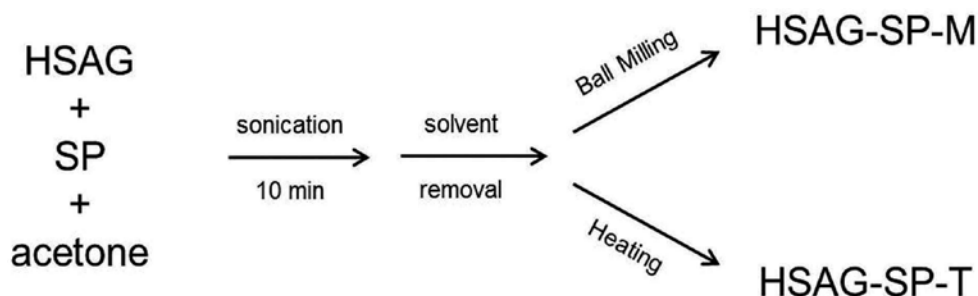 HSAG
+
SP
+
acetone
sonication
10 min
solvent
removal
Ball Milling
HSAG-SP-M
Heating
HSAG-SP-T